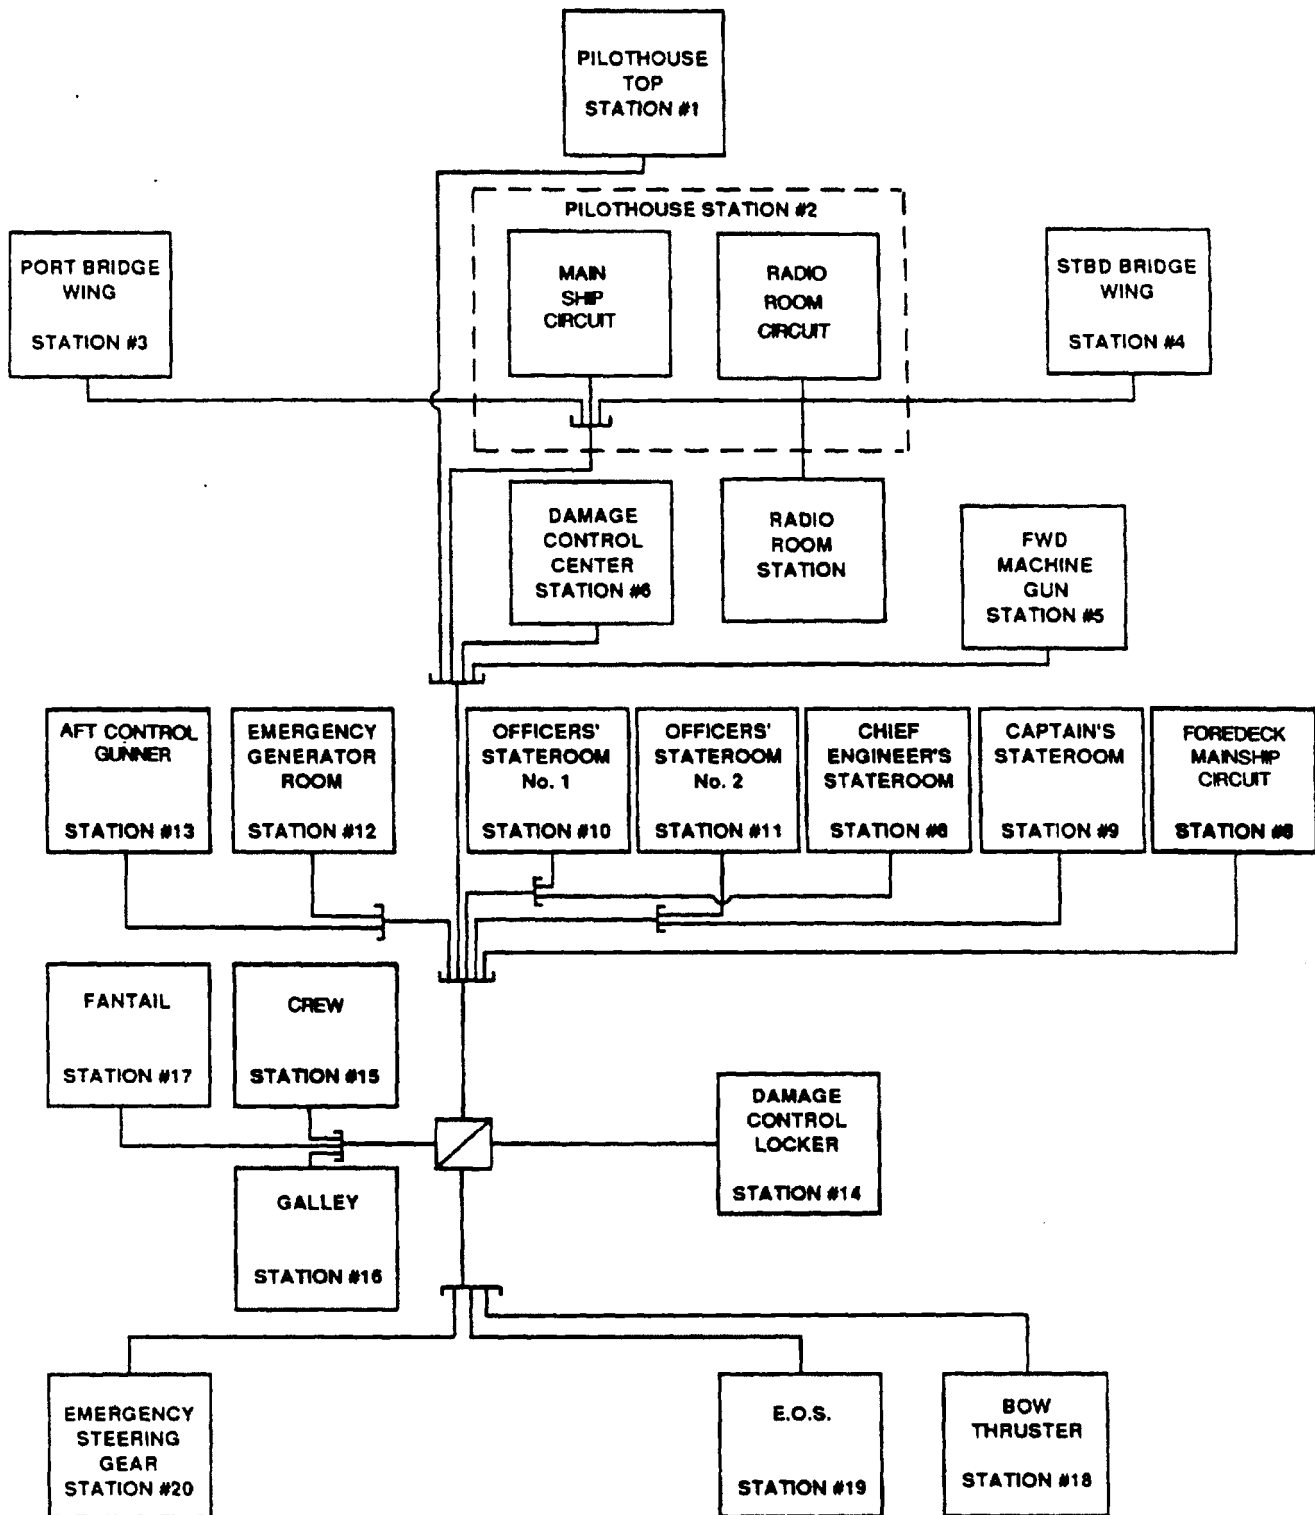 PILOTHOUSE
TOP
STATION #1
PILOTHOUSE STATION #2
PORT BRIDGE
WING
STATION #3
MAIN
SHIP
CIRCUIT
RADIO
ROOM
CIRCUIT
STBD BRIDGE
WING
STATION #4
DAMAGE
CONTROL
CENTER
STATION #6
RADIO
ROOM
STATION
FWD
MACHINE
GUN
STATION #5
AFT CONTROL
GUNNER
STATION #13
EMERGENCY
GENERATOR
ROOM
STATION #12
OFFICERS'
STATEROOM
No. 1
STATION #10
OFFICERS'
STATEROOM
No. 2
STATION #11
CHIEF
ENGINEER'S
STATEROOM
STATION #6
CAPTAIN'S
STATEROOM
STATION #9
FOREDECK
MAINSHIP
CIRCUIT
STATION #8
FANTAIL
STATION #17
CREW
STATION #15
DAMAGE
CONTROL
LOCKER
STATION #14
GALLEY
STATION #16
EMERGENCY
STEERING
GEAR
STATION #20
E.O.S.
STATION #19
BOW
THRUSTER
STATION #18